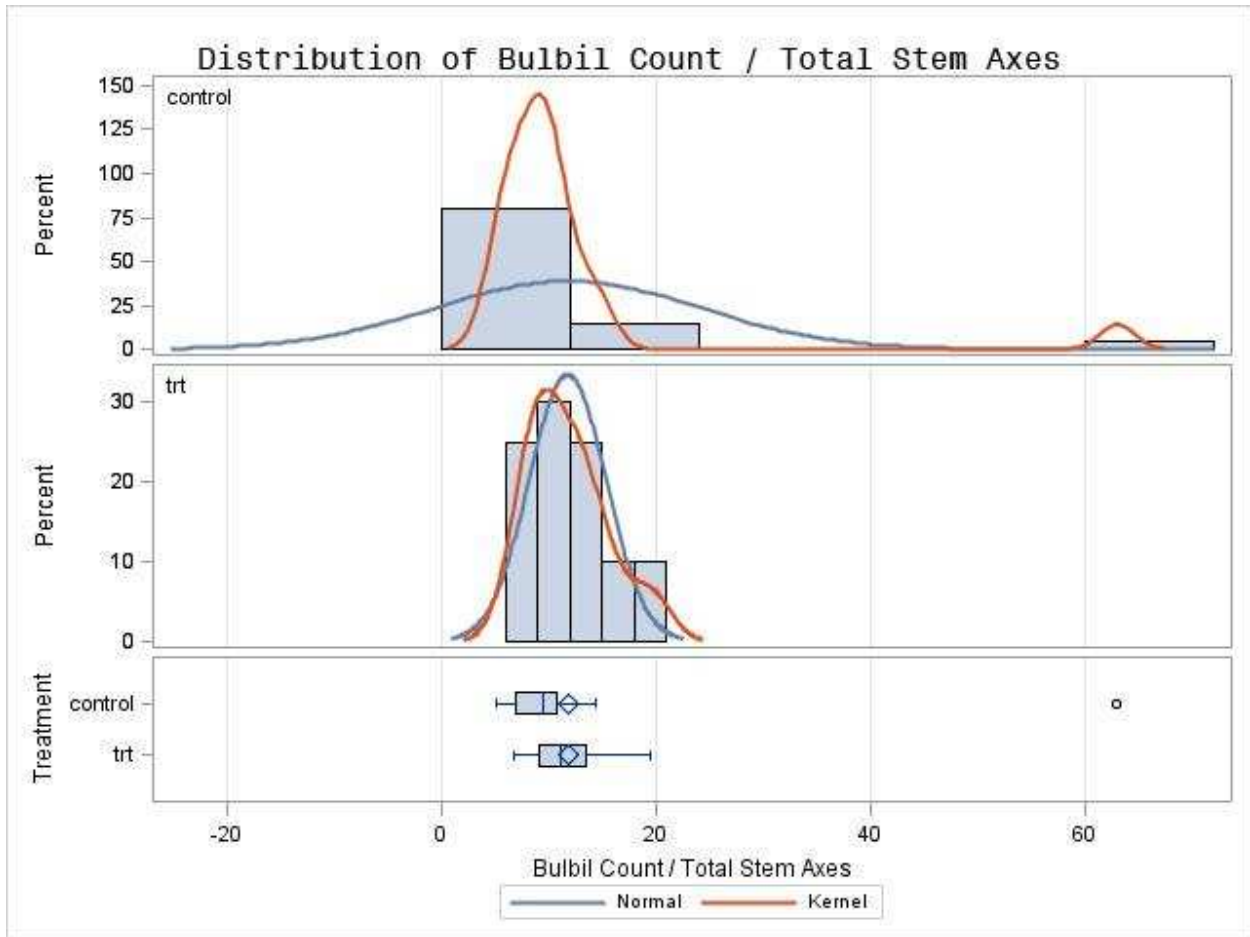 Distribution of Bulbil Count / Total Stem Axes
control
150
125
100
75
50
25
0
Percent
trt
30
20
10
0
Percent
Treatment
control
trt
-20 0 20 40 60
Bulbil Count / Total Stem Axes
Normal Kernel